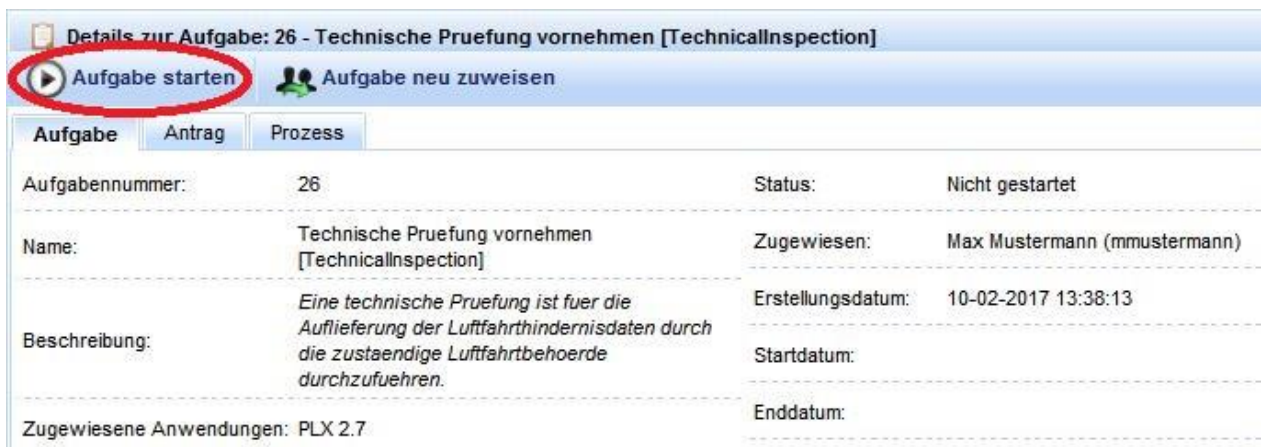 Details zur Aufgabe: 26 - Technische Pruefung vornehmen [TechnicalInspection]
Aufgabe starten Aufgabe neu zuweisen
Aufgabe Antrag Prozess
Aufgabennummer: 26
Name: Technische Pruefung vornehmen
[TechnicalInspection]
Beschreibung: Eine technische Pruefung ist fuer die
Auflieferung der Luftfahrthindernisdaten durch
die zustaendige Luftfahrtbehoerde
durchzufuehren.
Zugewiesene Anwendungen: PLX 2.7
Status: Nicht gestartet
Zugewiesen: Max Mustermann (mmustermann)
Erstellungsdatum: 10-02-2017 13:38:13
Startdatum:
Enddatum: